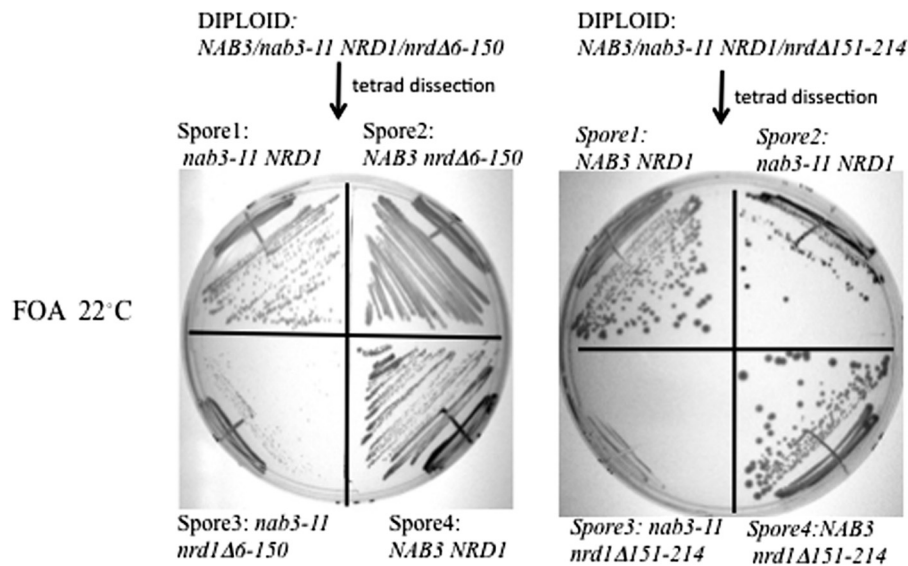 DIPLOID:
NAB3/nab3-11 NRD1/nrdΔ6-150
tetrad dissection
Spore1:
nab3-11 NRD1
Spore2:
NAB3 nrdΔ6-150
DIPLOID:
NAB3/nab3-11 NRD1/nrdΔ151-214
tetrad dissection
Spore1:
NAB3 NRD1
Spore2:
nab3-11 NRD1
FOA 22°C
Spore3: nab3-11
nrd1Δ6-150
Spore4:
NAB3 NRD1
Spore3: nab3-11
nrd1Δ151-214
Spore4:NAB3
nrd1Δ151-214